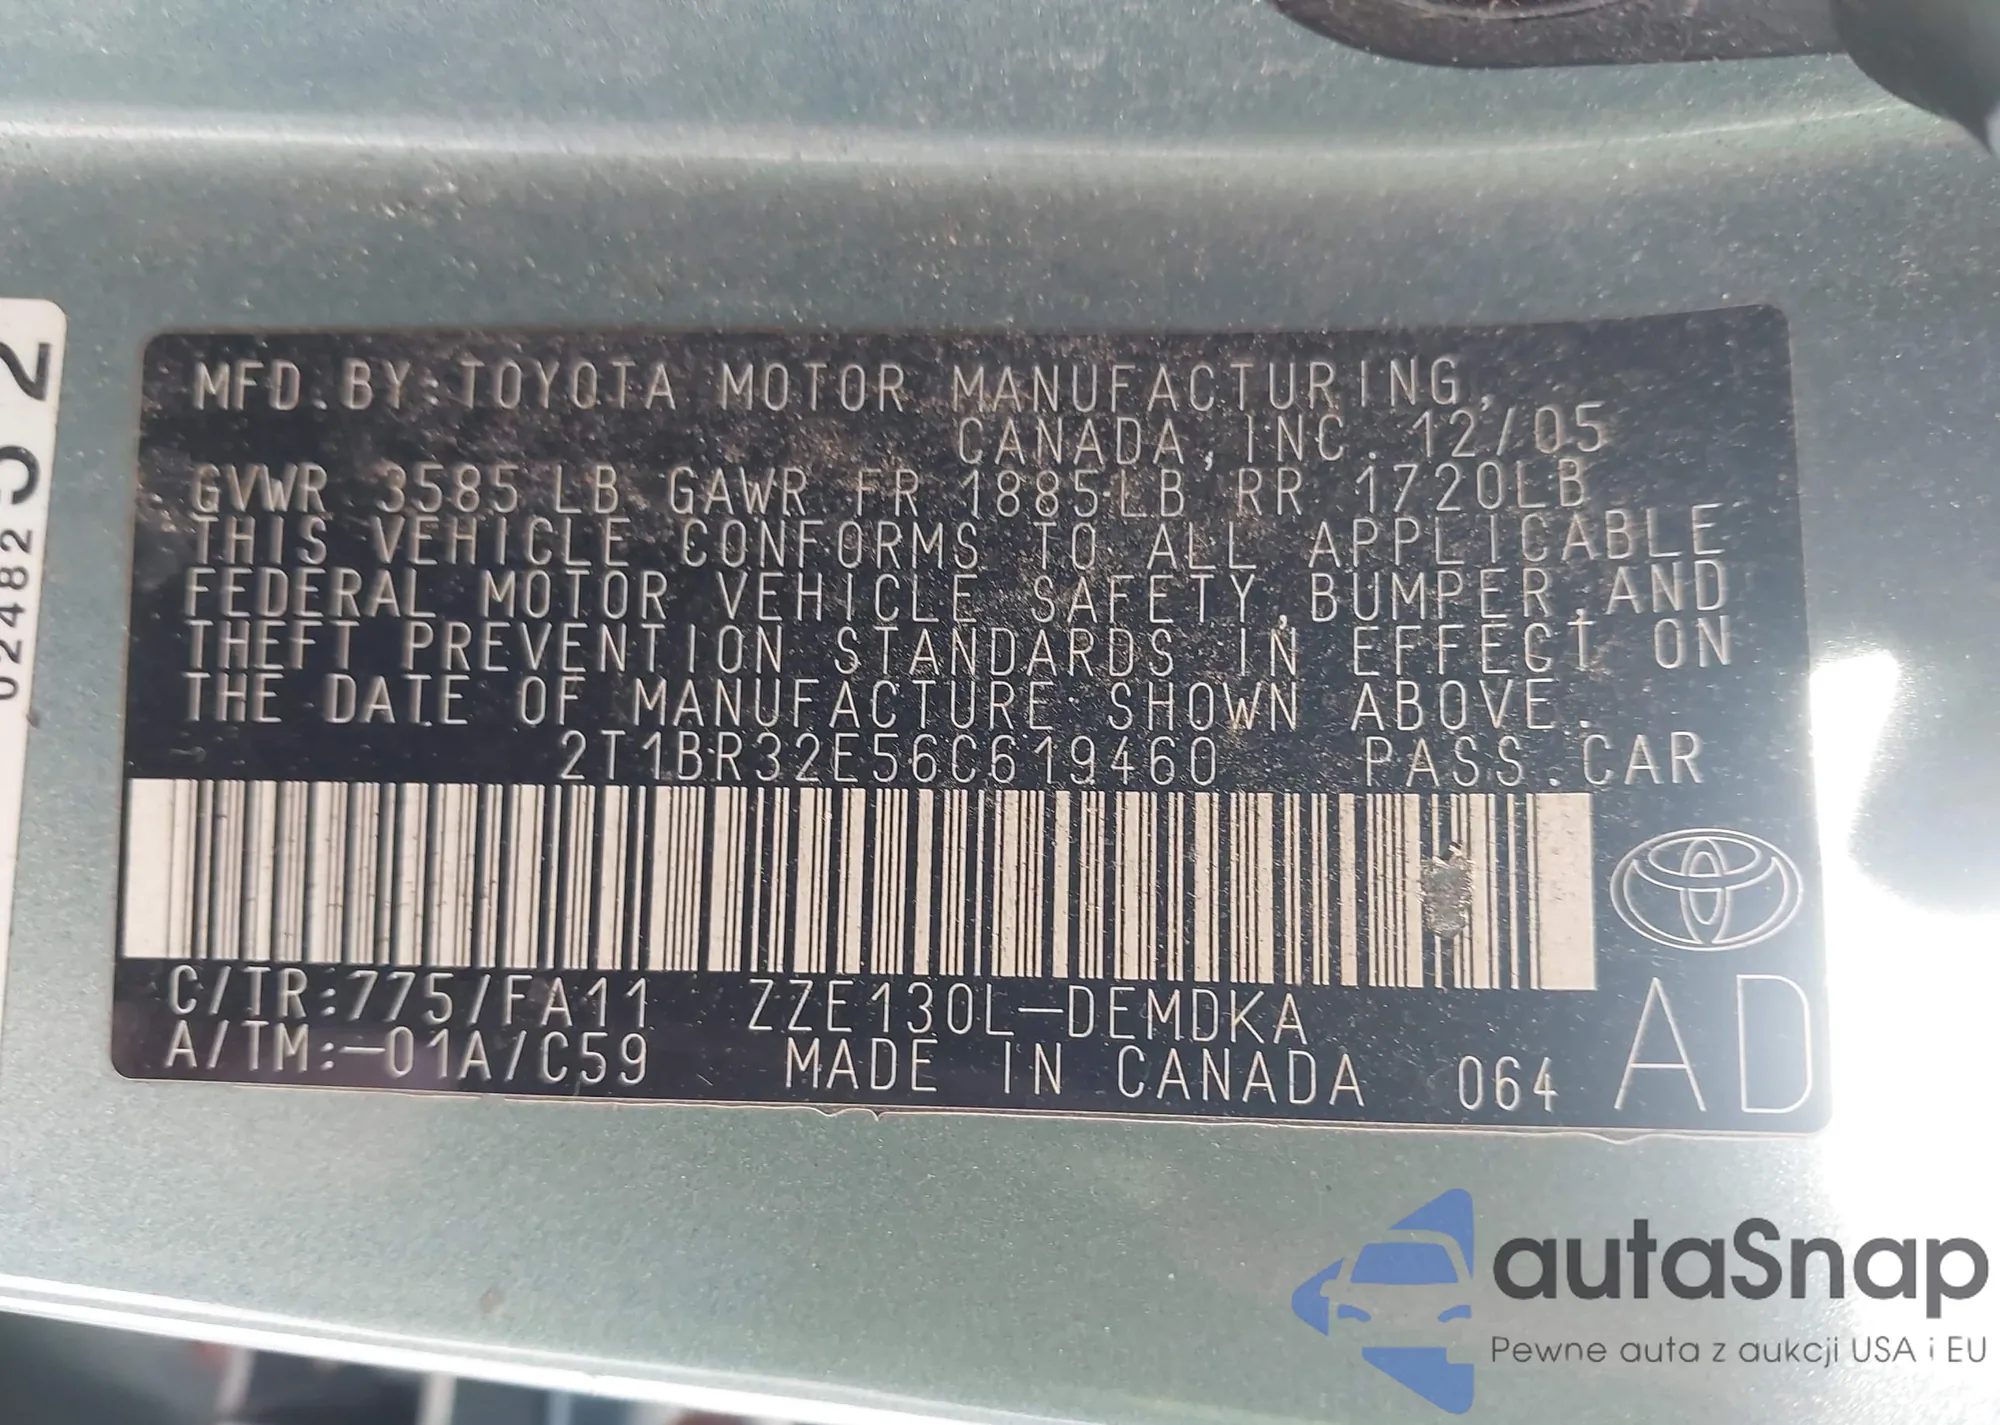 MFD.BY:TOYOTA MOTOR MANUFACTURING,
CANADA,INC. 12/05
GVWR 3585LB GAWR FR 1885LB RR 1720LB
THIS VEHICLE CONFORMS TO ALL APPLICABLE
FEDERAL MOTOR VEHICLE SAFETY,BUMPER,AND
THEFT PREVENTION STANDARDS IN EFFECT ON
THE DATE OF MANUFACTURE SHOWN ABOVE.
2T1BR32E56C619460 PASS.CAR
C/TR:775/FA11 ZZE130L-DEMDKA
A/TM:-01A/C59 MADE IN CANADA 064 AD
autaSnap
Pewne auta z aukcji USA i EU